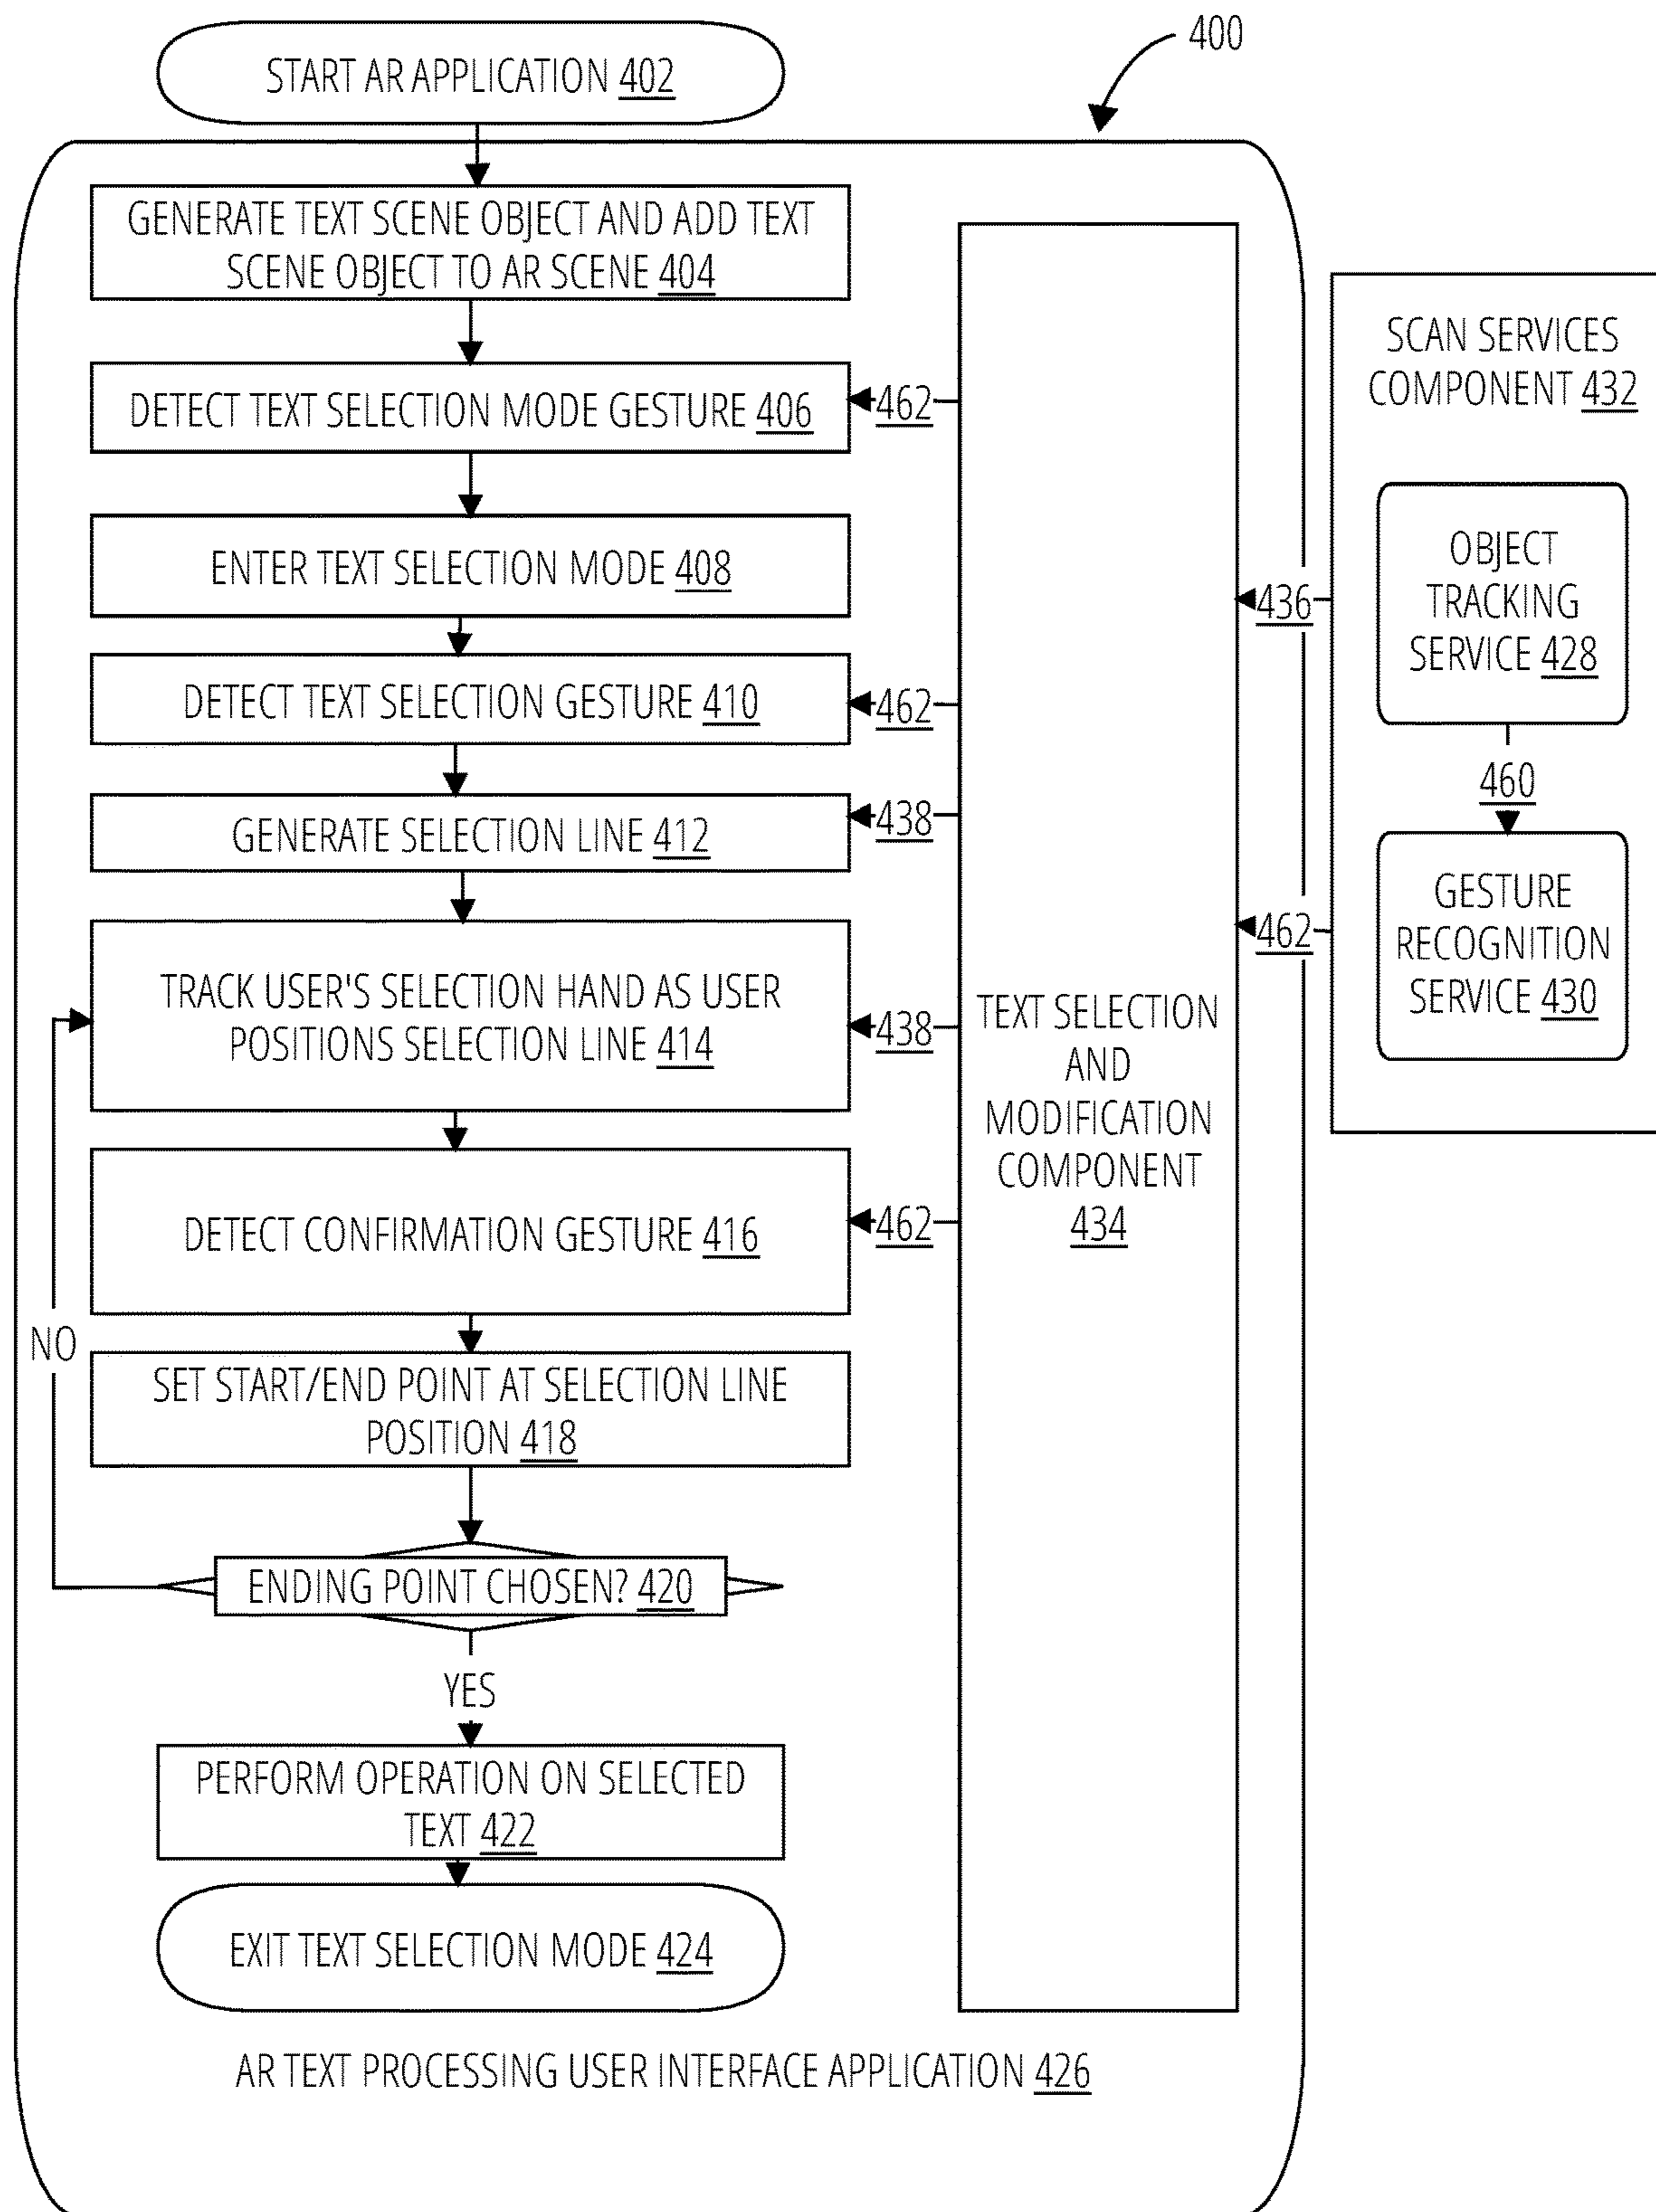 400
START AR APPLICATION 402
GENERATE TEXT SCENE OBJECT AND ADD TEXT
SCENE OBJECT TO AR SCENE 404
DETECT TEXT SELECTION MODE GESTURE 406
462
ENTER TEXT SELECTION MODE 408
DETECT TEXT SELECTION GESTURE 410
462
GENERATE SELECTION LINE 412
438
TRACK USER'S SELECTION HAND AS USER
POSITIONS SELECTION LINE 414
438
DETECT CONFIRMATION GESTURE 416
462
NO
SET START/END POINT AT SELECTION LINE
POSITION 418
ENDING POINT CHOSEN? 420
YES
PERFORM OPERATION ON SELECTED
TEXT 422
EXIT TEXT SELECTION MODE 424
AR TEXT PROCESSING USER INTERFACE APPLICATION 426
TEXT SELECTION
AND
MODIFICATION
COMPONENT
434
436
462
SCAN SERVICES
COMPONENT 432
OBJECT
TRACKING
SERVICE 428
460
GESTURE
RECOGNITION
SERVICE 430